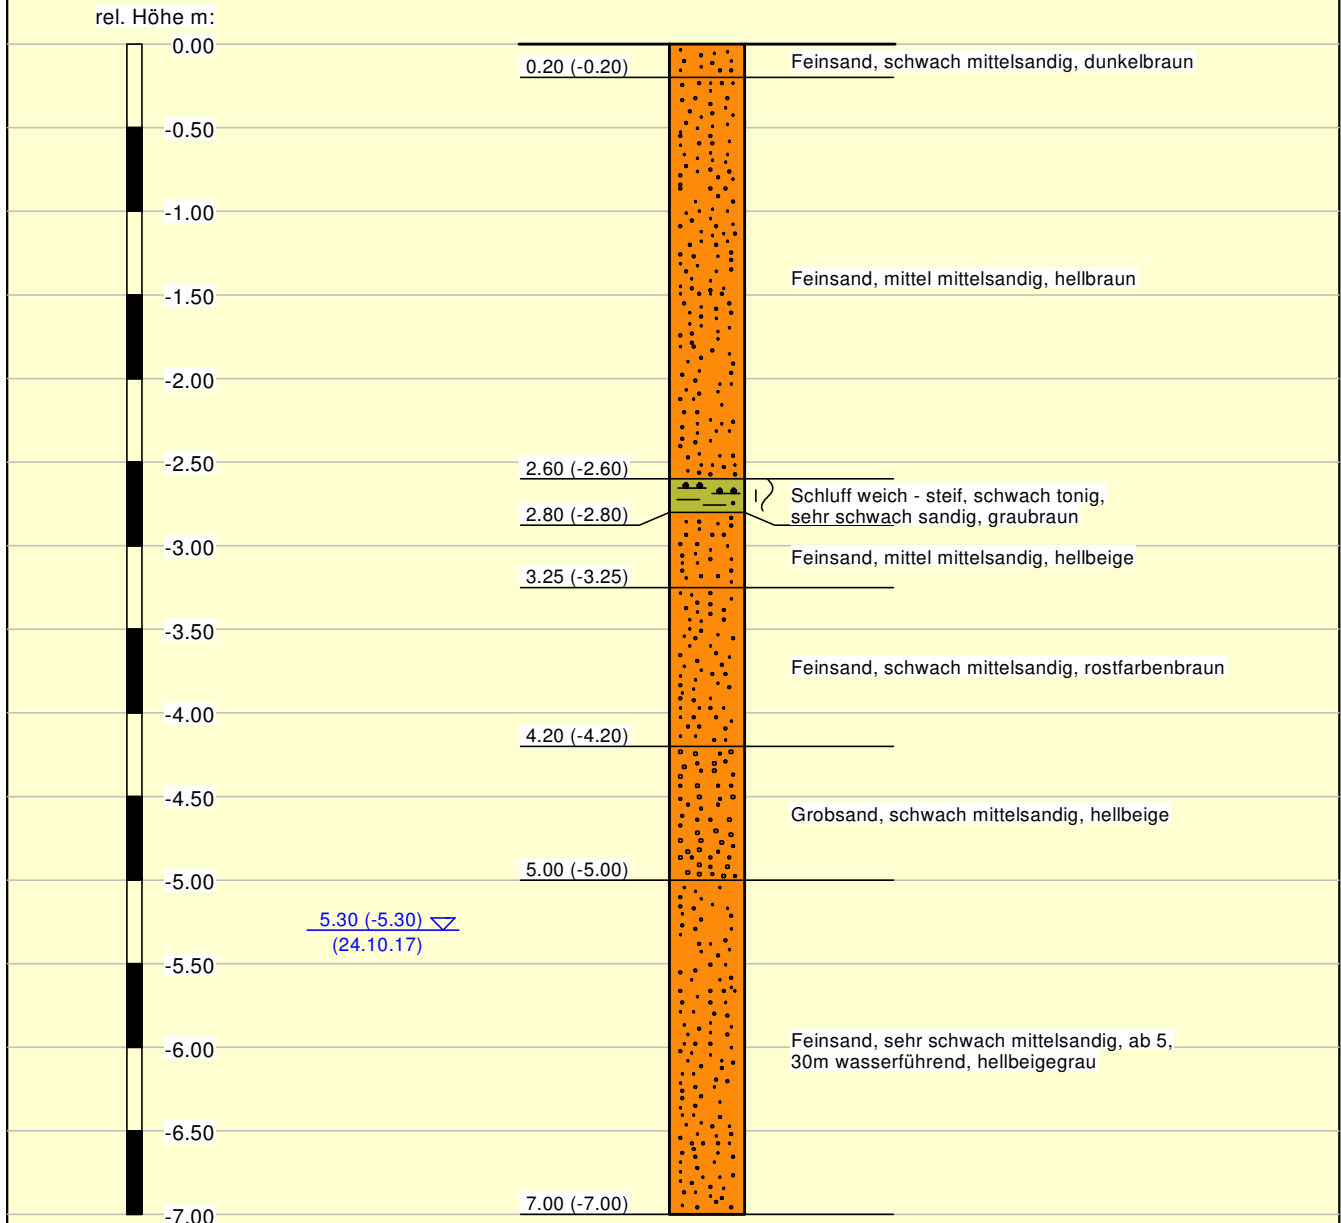 rel. Höhe m:
0.00
0.20 (-0.20)
Feinsand, schwach mittelsandig, dunkelbraun
-0.50
-1.00
Feinsand, mittel mittelsandig, hellbraun
-1.50
-2.00
-2.50
2.60 (-2.60)
Schluff weich - steif, schwach tonig,
sehr schwach sandig, graubraun
2.80 (-2.80)
-3.00
Feinsand, mittel mittelsandig, hellbeige
3.25 (-3.25)
-3.50
Feinsand, schwach mittelsandig, rostfarbenbraun
-4.00
4.20 (-4.20)
-4.50
Grobsand, schwach mittelsandig, hellbeige
5.00 (-5.00)
-5.00
5.30 (-5.30)
(24.10.17)
-5.50
Feinsand, sehr schwach mittelsandig, ab 5,
30m wasserführend, hellbeigegrau
-6.00
-6.50
7.00 (-7.00)
-7.00